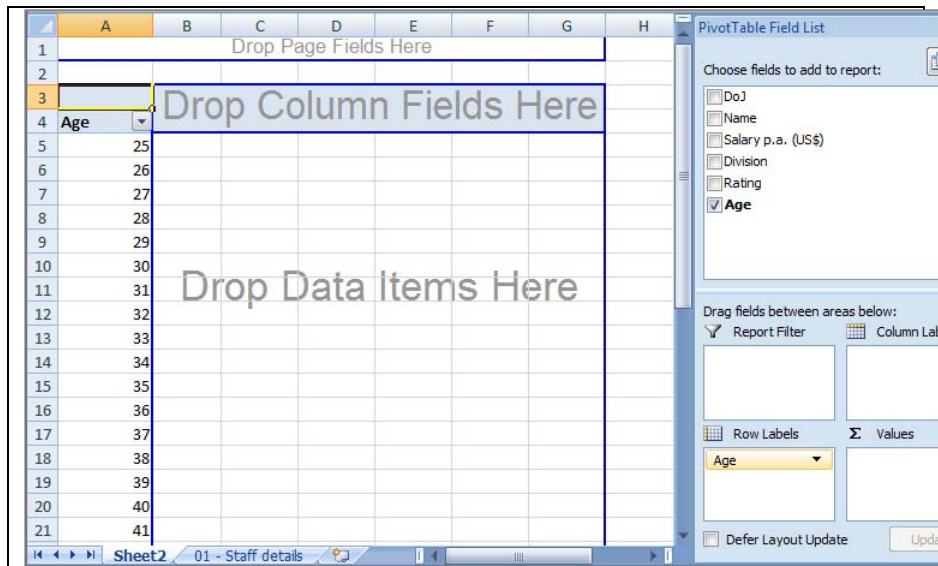 A B C D E F G H
PivotTable Field List
1 Drop Page Fields Here
2
Choose fields to add to report:
3 Drop Column Fields Here
4 Age
DoJ
Name
Salary p.a. (US$)
Division
Rating
Age
5 25
6 26
7 27
8 28
9 29
10 30
11 31
Drop Data Items Here
12 32
13 33
14 34
15 35
16 36
17 37
18 38
19 39
20 40
21 41
Drag fields between areas below:
Report Filter
Column Lab
Row Labels
Σ Values
Age
Defer Layout Update
Upda
Sheet2
01 - Staff details